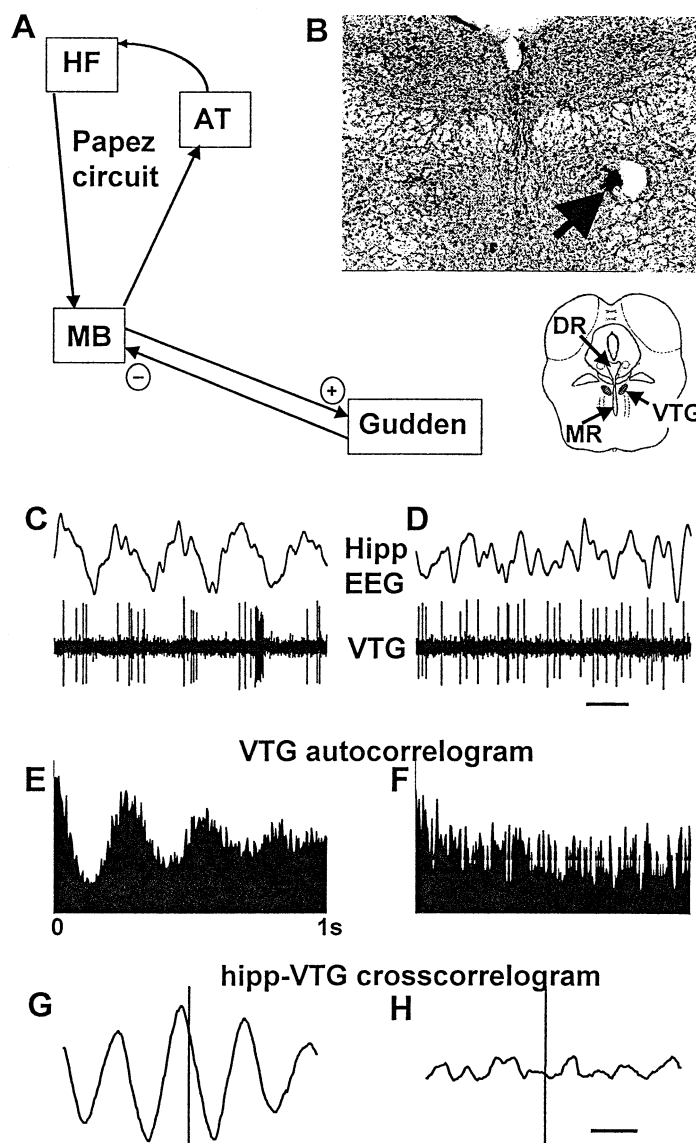 A
HF
AT
Papez
circuit
MB
−
+
Gudden
B
DR
MR
VTG
C
D
Hipp
EEG
VTG
VTG autocorrelogram
E
F
0
1s
hipp-VTG crosscorrelogram
G
H